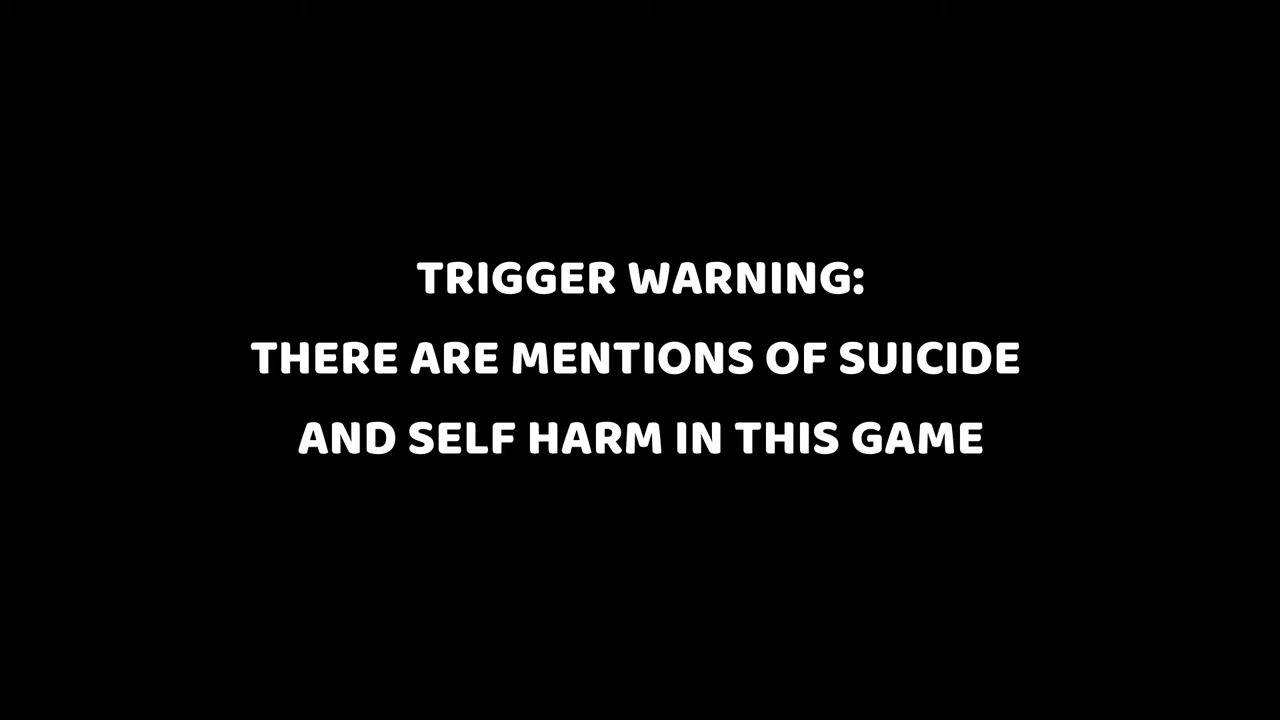 TRIGGER WARNING:
THERE ARE MENTIONS OF SUICIDE
AND SELF HARM IN THIS GAME